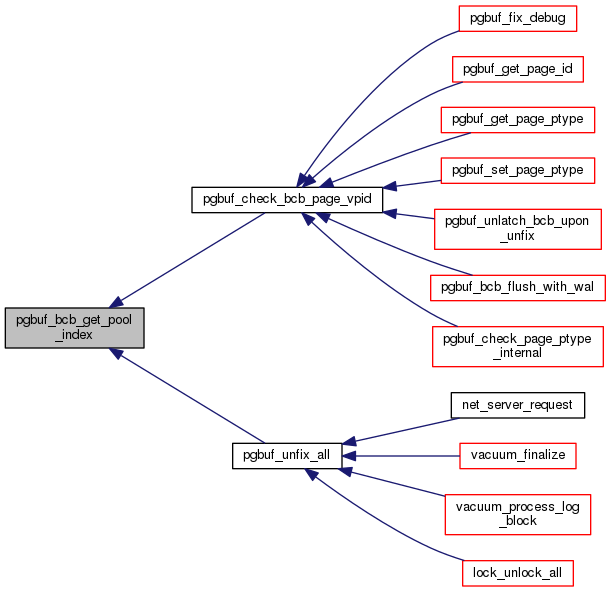 pgbuf_fix_debug
pgbuf_get_page_id
pgbuf_get_page_ptype
pgbuf_set_page_ptype
pgbuf_check_bcb_page_vpid
pgbuf_unlatch_bcb_upon
_unfix
pgbuf_bcb_flush_with_wal
pgbuf_bcb_get_pool
_index
pgbuf_check_page_ptype
_internal
net_server_request
pgbuf_unfix_all
vacuum_finalize
vacuum_process_log
_block
lock_unlock_all